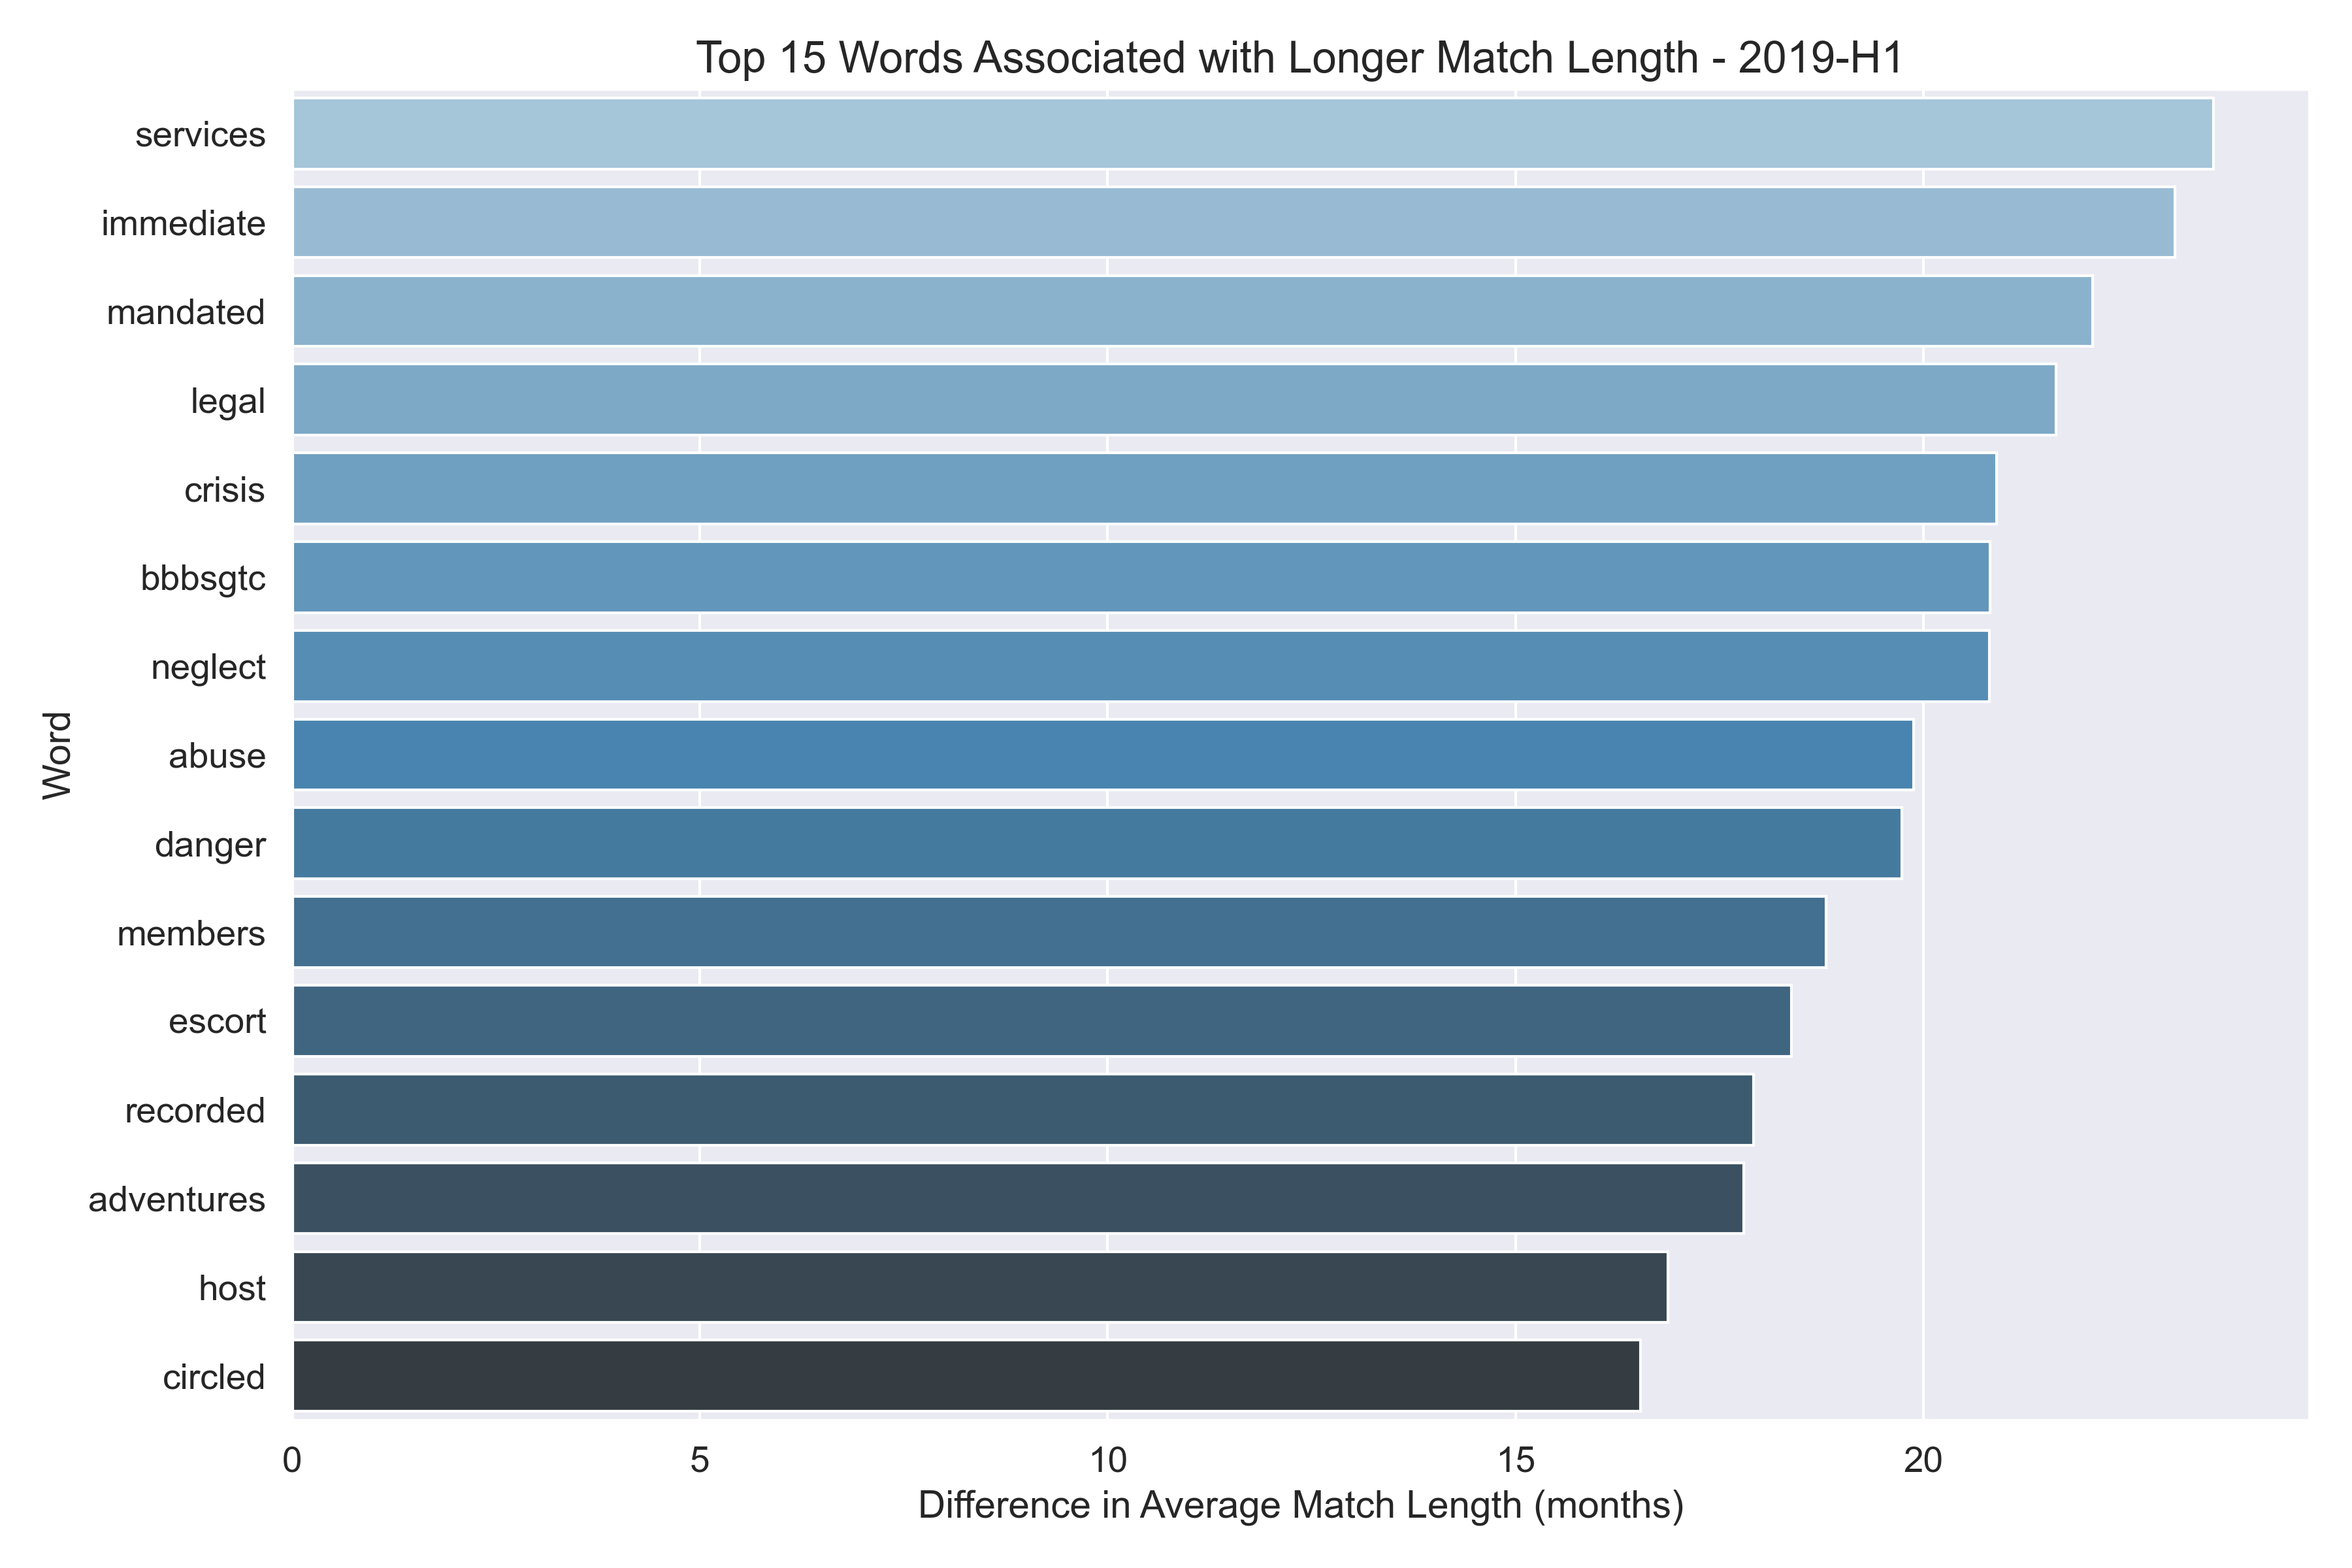 Top 15 Words Associated with Longer Match Length - 2019-H1
services
immediate
mandated
legal
crisis
bbbsgtc
neglect
abuse
danger
members
escort
recorded
adventures
host
circled
Word
0 5 10 15 20
Difference in Average Match Length (months)